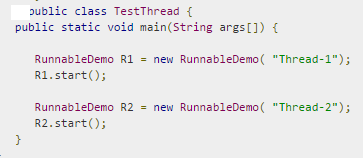 public class TestThread {
public static void main(String args[]) {
RunnableDemo R1 = new RunnableDemo( "Thread-1");
R1.start();
RunnableDemo R2 = new RunnableDemo( "Thread-2");
R2.start();
}